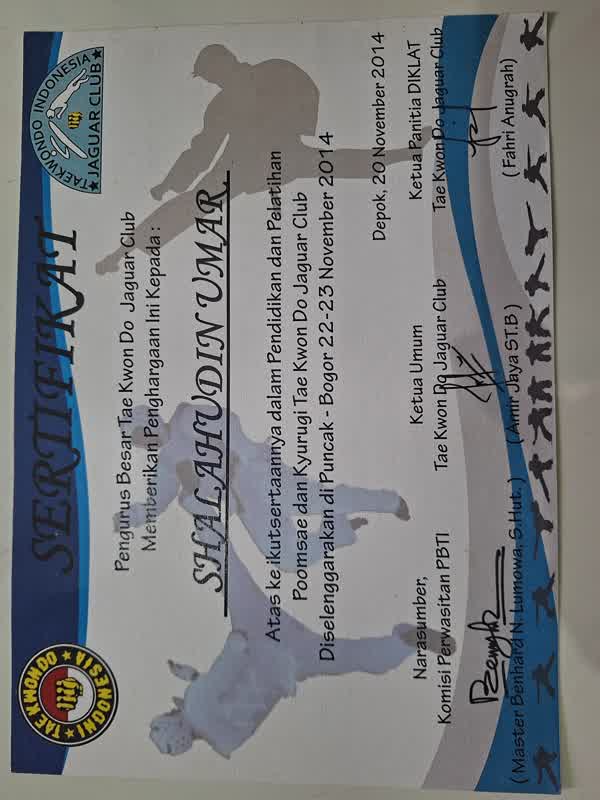 SERTIFIKAT
TAE KWONDO
INDONESIA
TAEKWONDO INDONESIA
JAGUAR CLUB
Pengurus Besar Tae Kwon Do Jaguar Club
Memberikan Penghargaan Ini Kepada :
SHALAHUDIN UMAR
Atas ke ikutsertaannya dalam Pendidikan dan Pelatihan
Poomsae dan Kyurugi Tae Kwon Do Jaguar Club
Diselenggarakan di Puncak - Bogor 22-23 November 2014
Depok, 20 November 2014
Narasumber,
Komisi Perwasitan PBTI
(Master Benhard N. Lumowa, S.Hut.)
Ketua Umum
Tae Kwon Do Jaguar Club
(Amir Jaya ST.B)
Ketua Panitia DIKLAT
Tae Kwon Do Jaguar Club
(Fahri Anugrah)